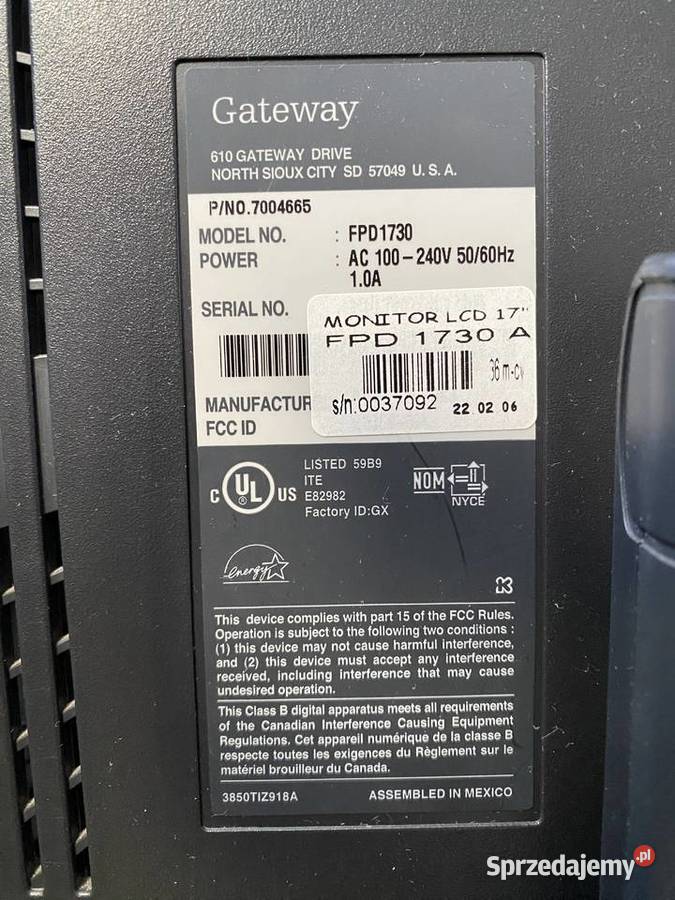 Gateway
610 GATEWAY DRIVE
NORTH SIOUX CITY SD 57049 U. S. A.
P/NO.7004665
MODEL NO. : FPD1730
POWER : AC 100–240V 50/60Hz
1.0A
SERIAL NO.
MONITOR LCD 17"
FPD 1730 A
36 m-cy
s/n:0037092 22 02 06
MANUFACTUR
FCC ID
C UL US
LISTED 59B9
ITE
E82982
Factory ID:GX
NOM
NYCE
energy
This device complies with part 15 of the FCC Rules.
Operation is subject to the following two conditions :
(1) this device may not cause harmful interference,
and (2) this device must accept any interference
received, including interference that may cause
undesired operation.
This Class B digital apparatus meets all requirements
of the Canadian Interference Causing Equipment
Regulations. Cet appareil numérique de la classe B
respecte toutes les exigences du Règlement sur le
matériel brouilleur du Canada.
3850TIZ918A ASSEMBLED IN MEXICO
Sprzedajemy.pl